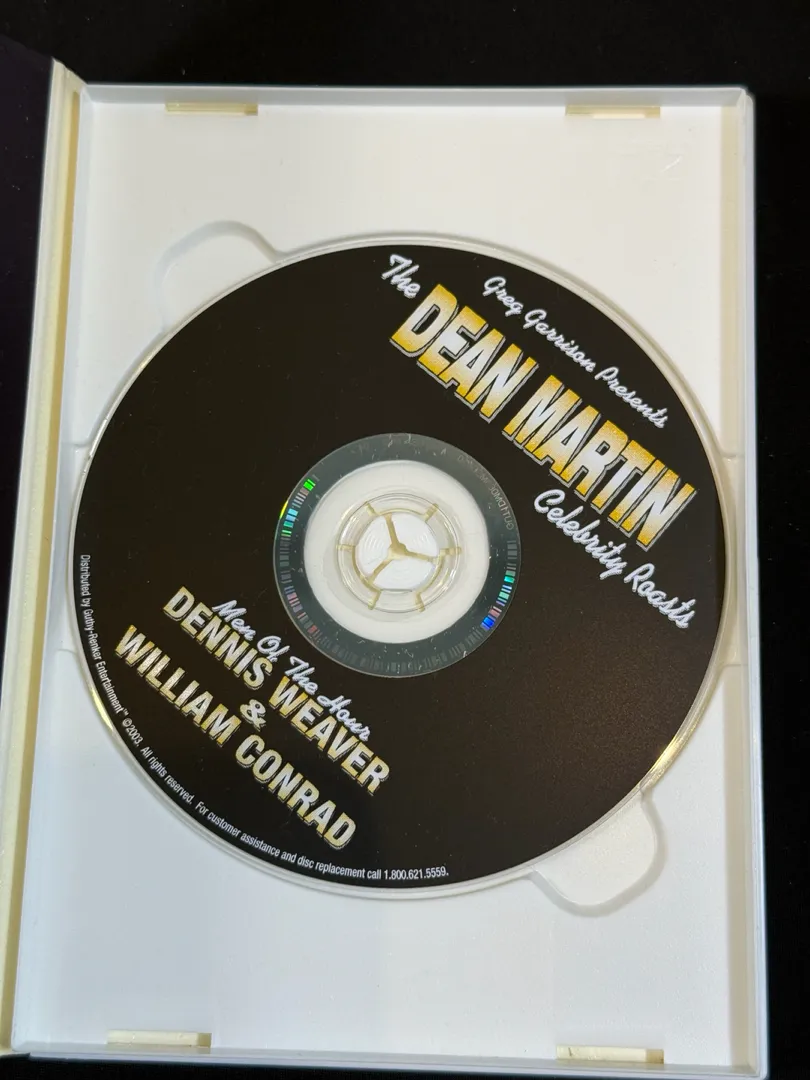 Greg Garrison Presents
The
DEAN MARTIN
Celebrity Roasts
Men Of The Hour
DENNIS WEAVER
&
WILLIAM CONRAD
Distributed by Guthy-Renker Entertainment™ ©2003. All rights reserved. For customer assistance and disc replacement call 1.800.621.5559.